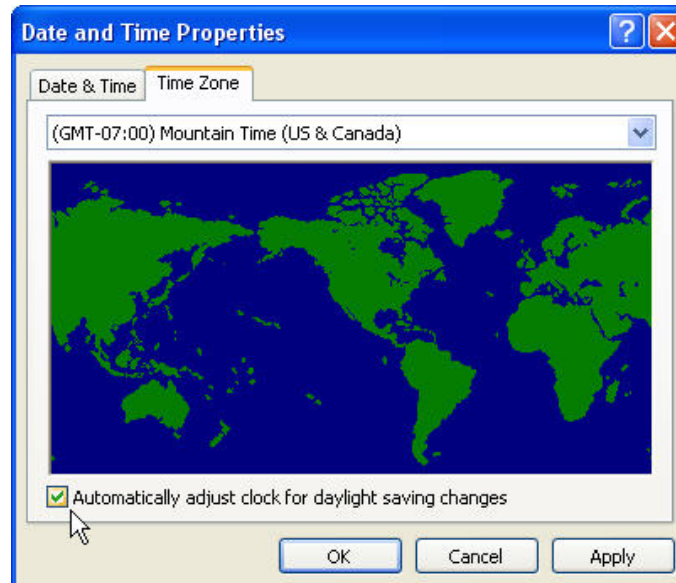 Date and Time Properties
Date & Time
Time Zone
(GMT-07:00) Mountain Time (US & Canada)
Automatically adjust clock for daylight saving changes
OK
Cancel
Apply